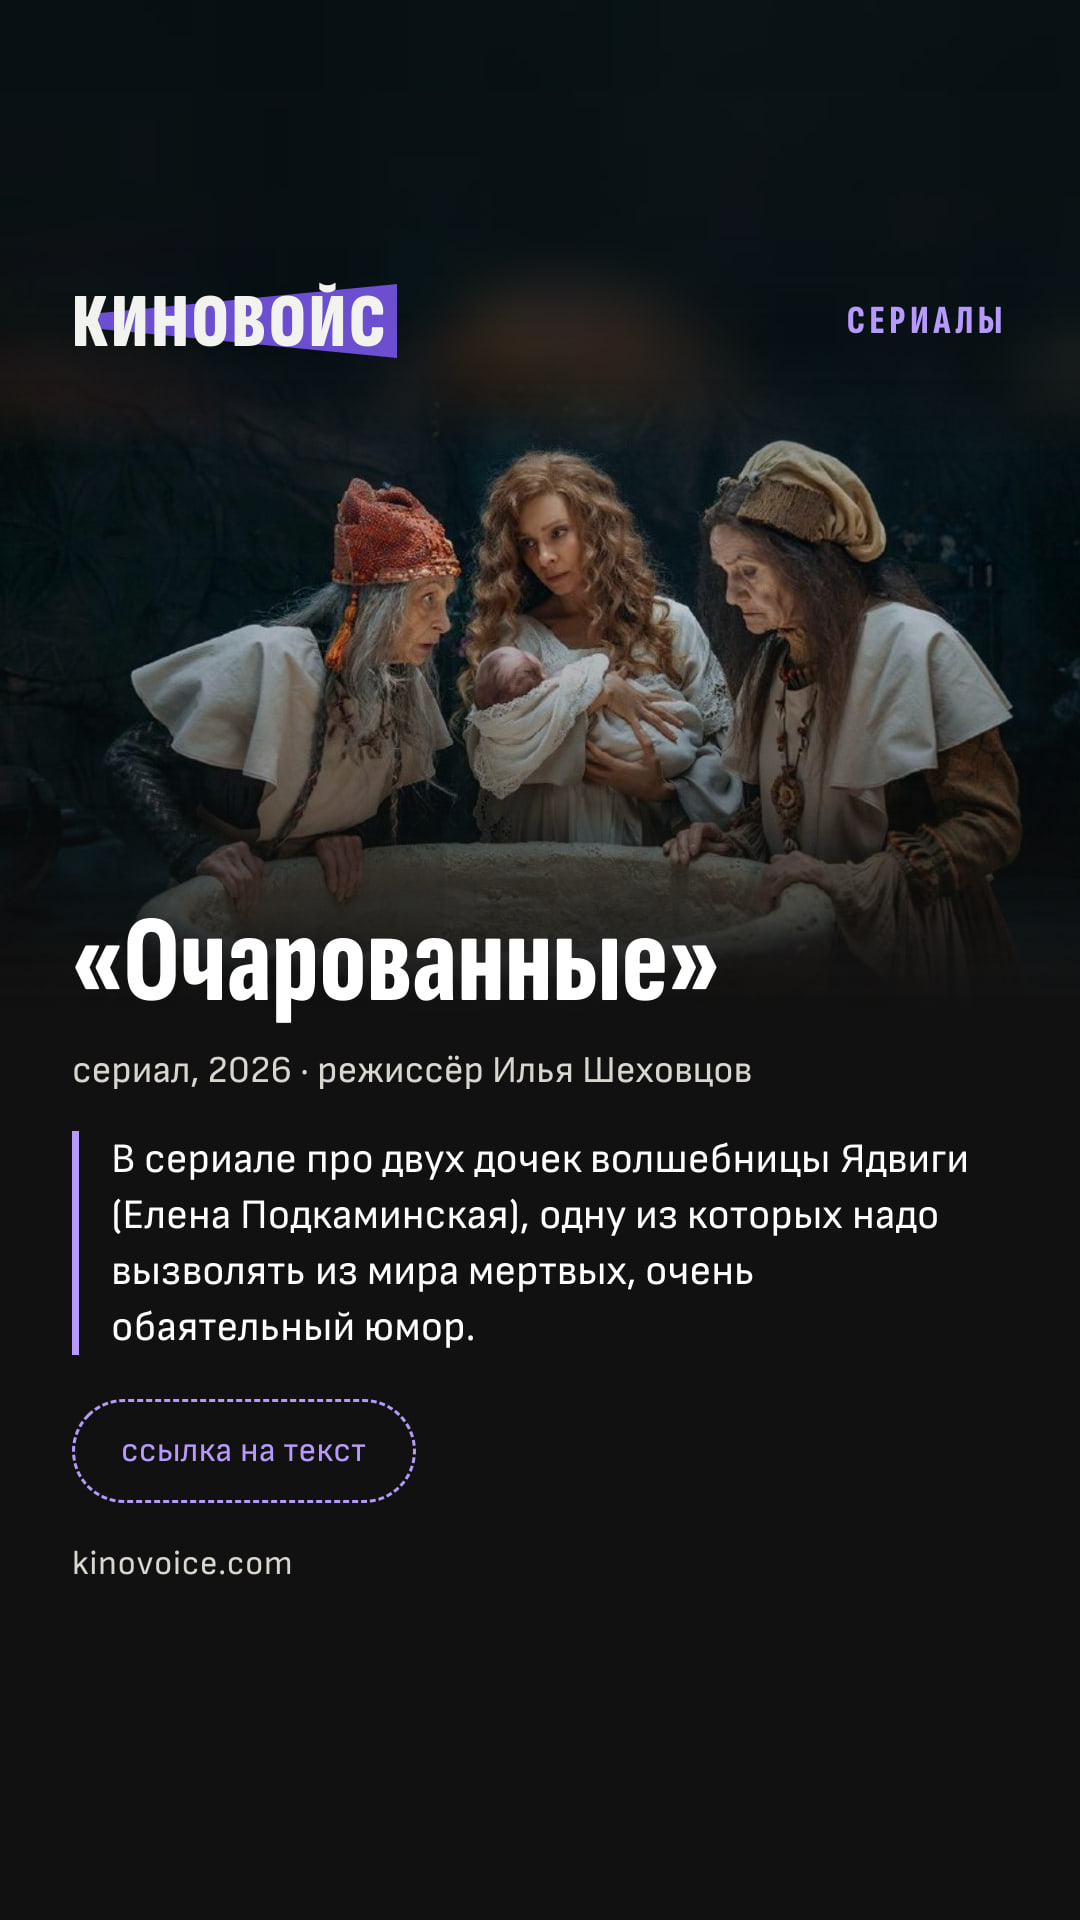 КИНОВОЙС
СЕРИАЛЫ
«Очарованные»
сериал, 2026 · режиссёр Илья Шеховцов
В сериале про двух дочек волшебницы Ядвиги
(Елена Подкаминская), одну из которых надо
вызволять из мира мертвых, очень
обаятельный юмор.
ссылка на текст
kinovoice.com